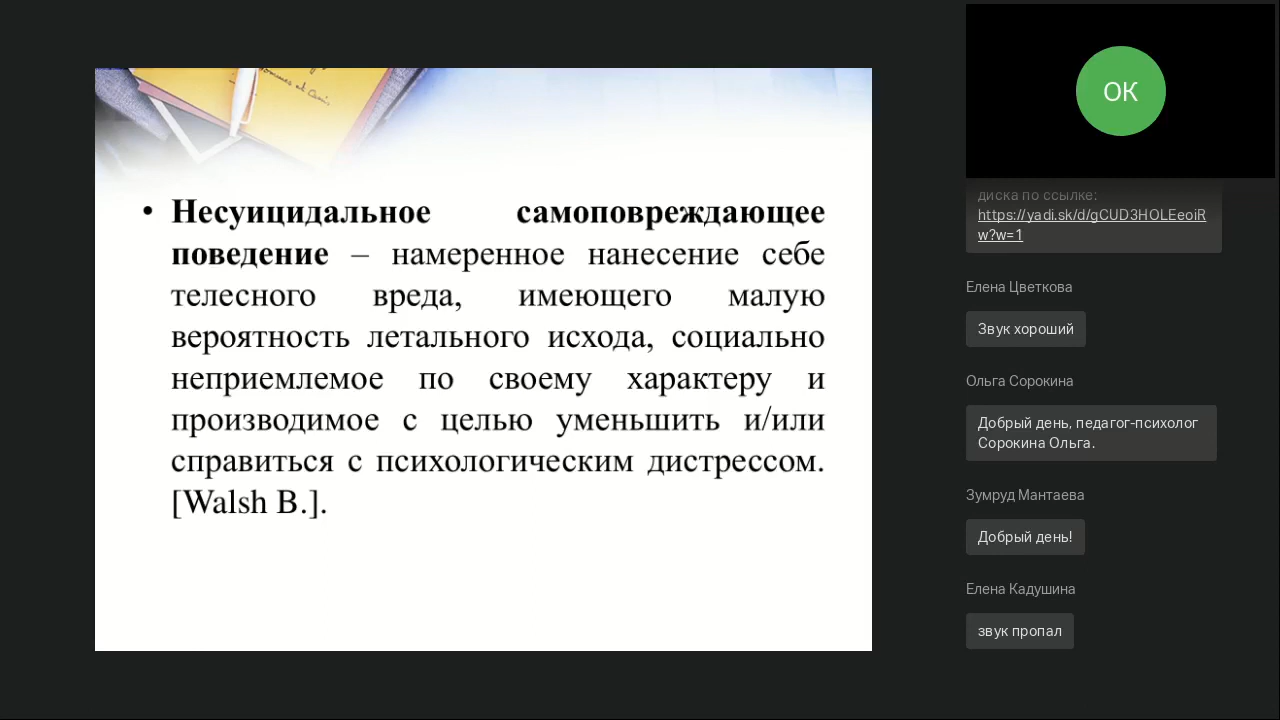 • Несуицидальное самоповреждающее
поведение – намеренное нанесение себе
телесного вреда, имеющего малую
вероятность летального исхода, социально
неприемлемое по своему характеру и
производимое с целью уменьшить и/или
справиться с психологическим дистрессом.
[Walsh B.].
ОК
диска по ссылке:
https://yadi.sk/d/gCUD3HOLEeoiR
w?w=1
Елена Цветкова
Звук хороший
Ольга Сорокина
Добрый день, педагог-психолог
Сорокина Ольга.
Зумруд Мантаева
Добрый день!
Елена Кадушина
звук пропал